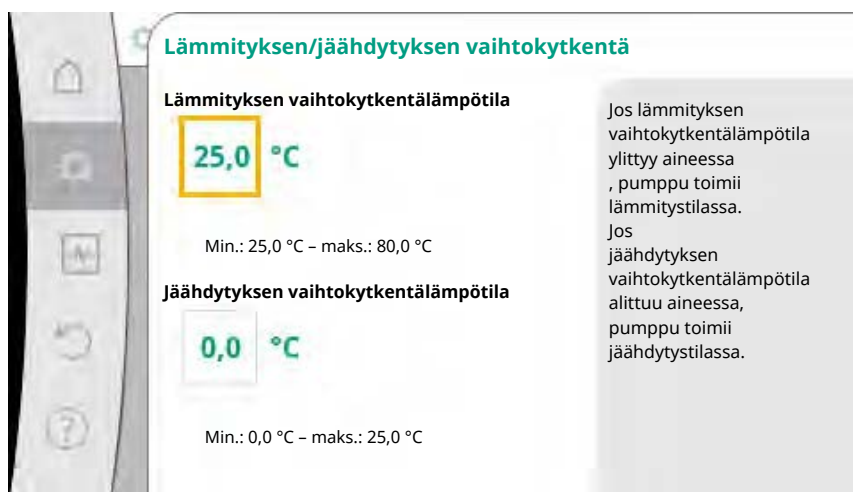 Lämmityksen/jäähdytyksen vaihtokytkentä
Lämmityksen vaihtokytkentälämpötila
25,0 °C
Min.: 25,0 °C – maks.: 80,0 °C
Jäähdytyksen vaihtokytkentälämpötila
0,0 °C
Min.: 0,0 °C – maks.: 25,0 °C
Jos lämmityksen
vaihtokytkentälämpötila
ylittyy aineessa
, pumppu toimii
lämmitystilassa.
Jos
jäähdytyksen
vaihtokytkentälämpötila
alittuu aineessa,
pumppu toimii
jäähdytystilassa.
?